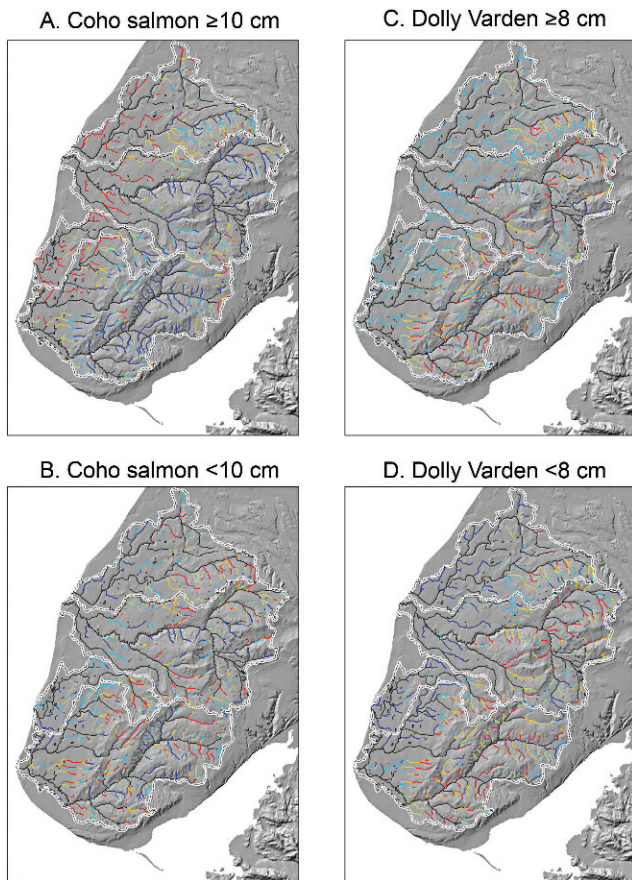 A. Coho salmon ≥10 cm
C. Dolly Varden ≥8 cm
B. Coho salmon <10 cm
D. Dolly Varden <8 cm